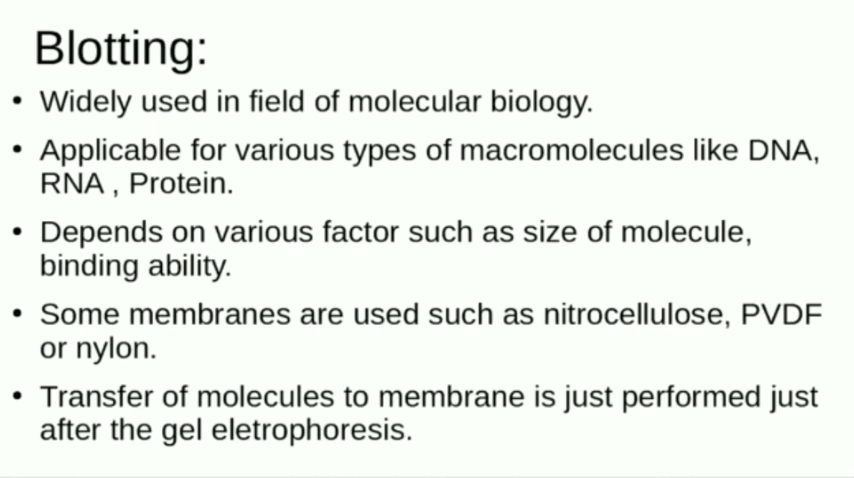 Blotting:
• Widely used in field of molecular biology.
• Applicable for various types of macromolecules like DNA,
RNA , Protein.
• Depends on various factor such as size of molecule,
binding ability.
• Some membranes are used such as nitrocellulose, PVDF
or nylon.
• Transfer of molecules to membrane is just performed just
after the gel eletrophoresis.